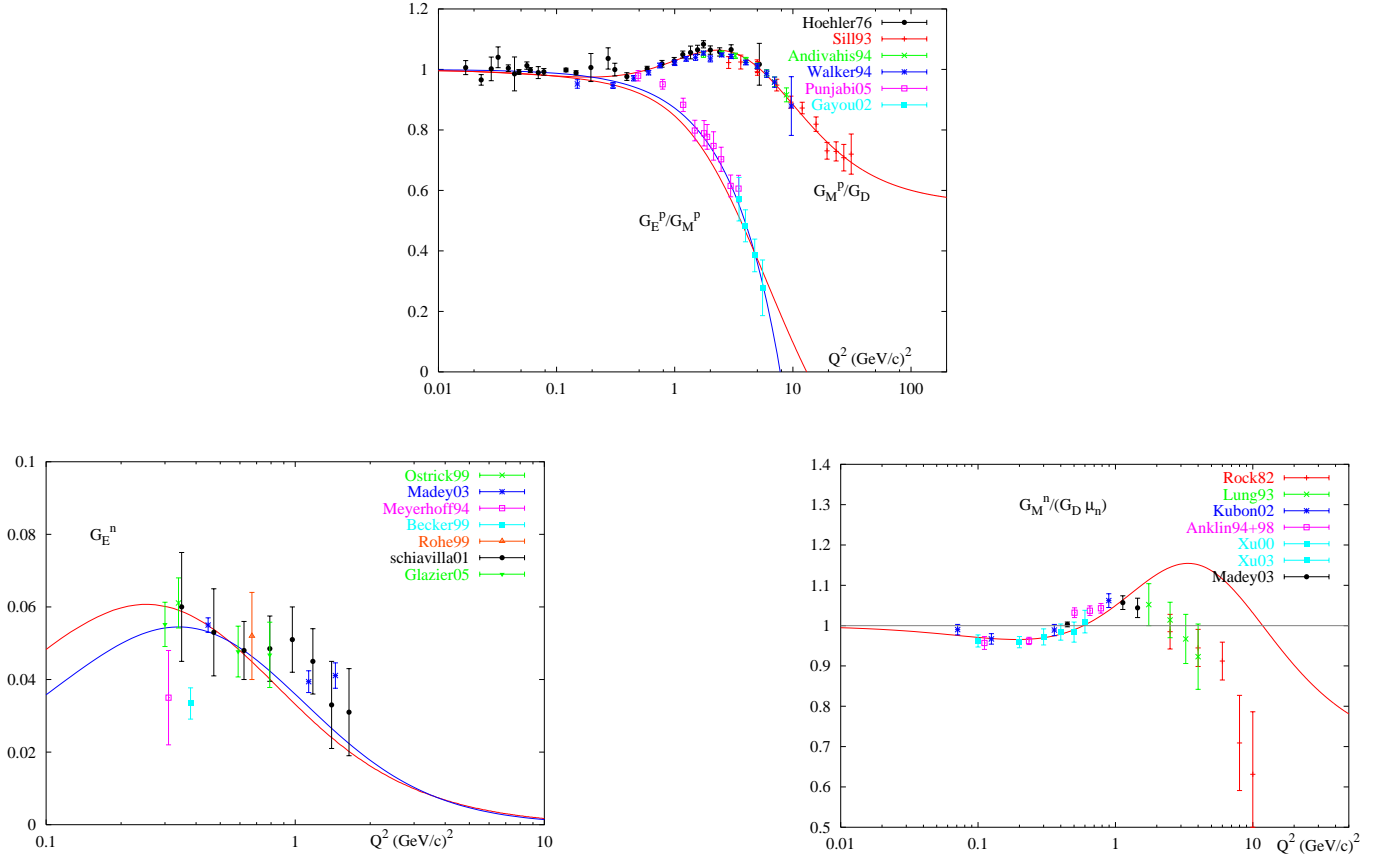 1.2
1
0.8
0.6
0.4
0.2
0
0.01
0.1
1
10
100
Hoehler76
Sill93
Andivahis94
Walker94
Punjabi05
Gayou02
G_M^p/G_D
G_E^p/G_M^p
Q^2 (GeV/c)^2
0.1
0.08
0.06
0.04
0.02
0
0.1
1
10
G_E^n
Ostrick99
Madey03
Meyerhoff94
Becker99
Rohe99
schiavilla01
Glazier05
Q^2 (GeV/c)^2
1.4
1.3
1.2
1.1
1
0.9
0.8
0.7
0.6
0.5
0.01
0.1
1
10
G_M^n/(G_D μ_n)
Rock82
Lung93
Kubon02
Anklin94+98
Xu00
Xu03
Madey03
Q^2 (GeV/c)^2